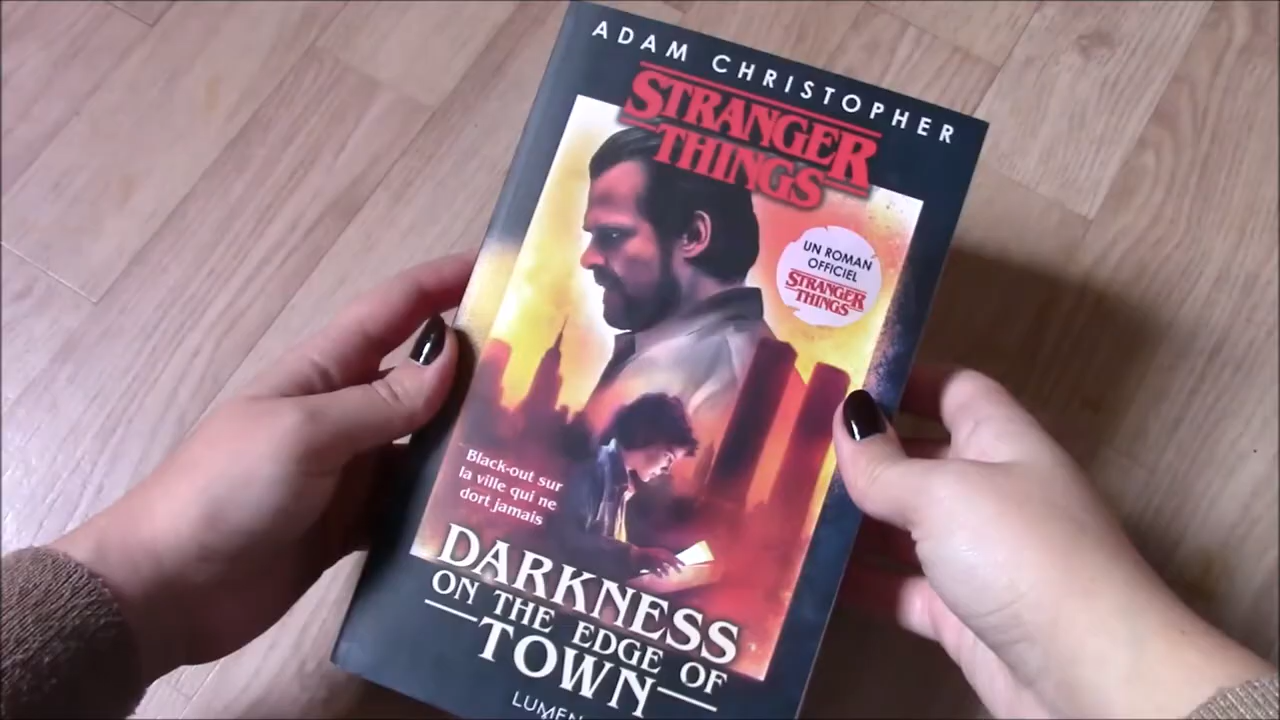 ADAM CHRISTOPHER
STRANGER
THINGS
UN ROMAN
OFFICIEL
STRANGER
THINGS
Black-out sur
la ville qui ne
dort jamais
DARKNESS
ON THE EDGE OF
TOWN
LUMEN